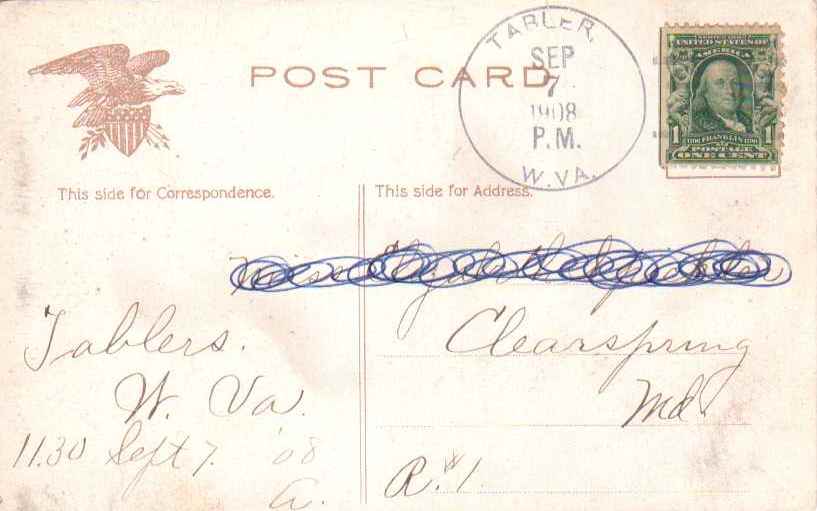 POST CARD
TABLER,
SEP
7
1908
P.M.
W.VA.
UNITED STATES OF
AMERICA
1 FRANKLIN 1
POSTAGE
ONE CENT
This side for Correspondence.
This side for Address.
Clearspring
Md.
R.#1.
Tablers.
W. Va.
11.30 Sept 7. '08
a.